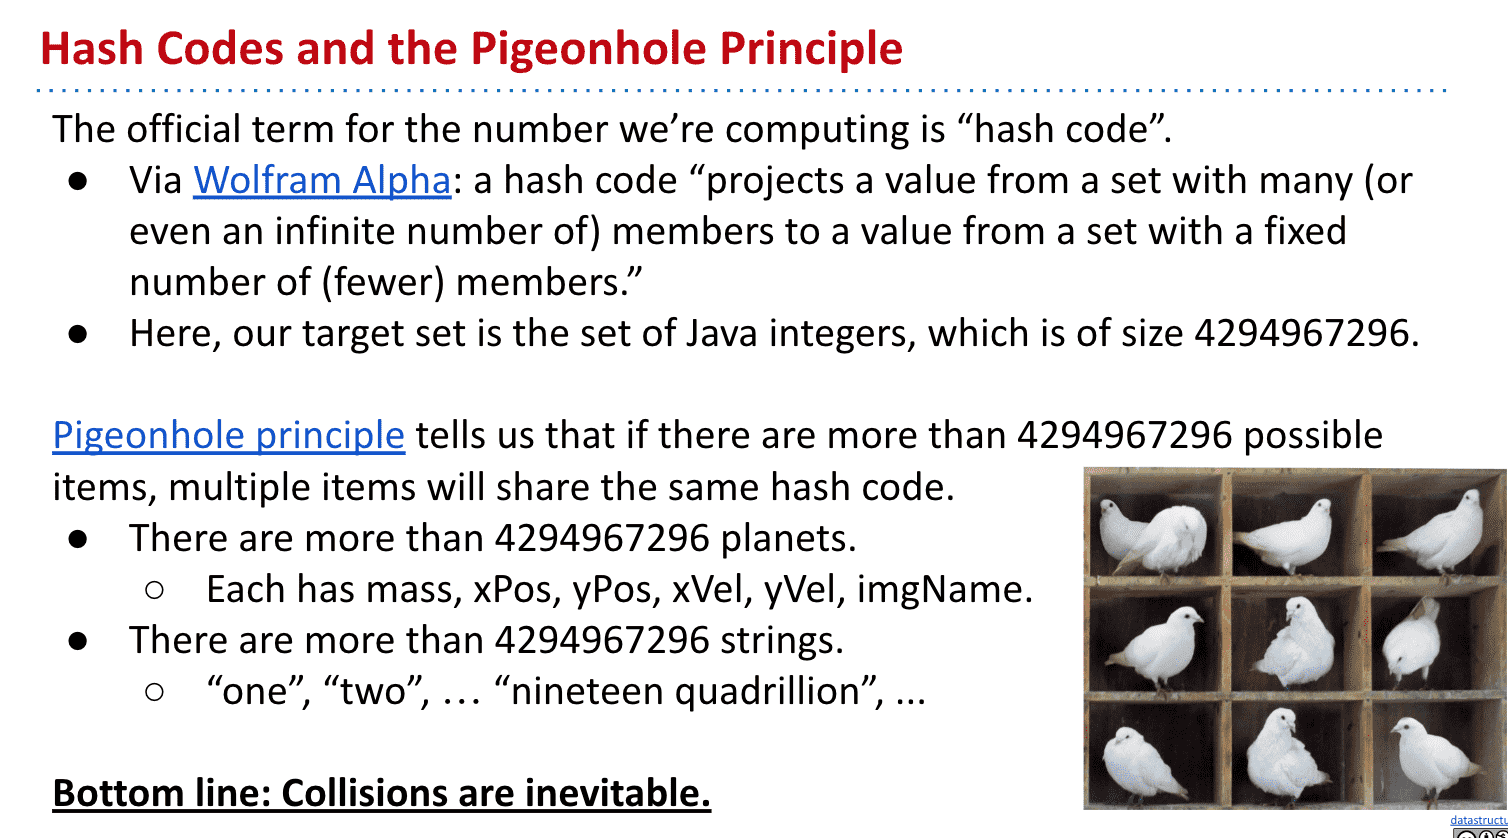 Hash Codes and the Pigeonhole Principle
The official term for the number we’re computing is “hash code”.
● Via Wolfram Alpha: a hash code “projects a value from a set with many (or
even an infinite number of) members to a value from a set with a fixed
number of (fewer) members.”
● Here, our target set is the set of Java integers, which is of size 4294967296.
Pigeonhole principle tells us that if there are more than 4294967296 possible
items, multiple items will share the same hash code.
● There are more than 4294967296 planets.
○ Each has mass, xPos, yPos, xVel, yVel, imgName.
● There are more than 4294967296 strings.
○ “one”, “two”, … “nineteen quadrillion”, ...
Bottom line: Collisions are inevitable.